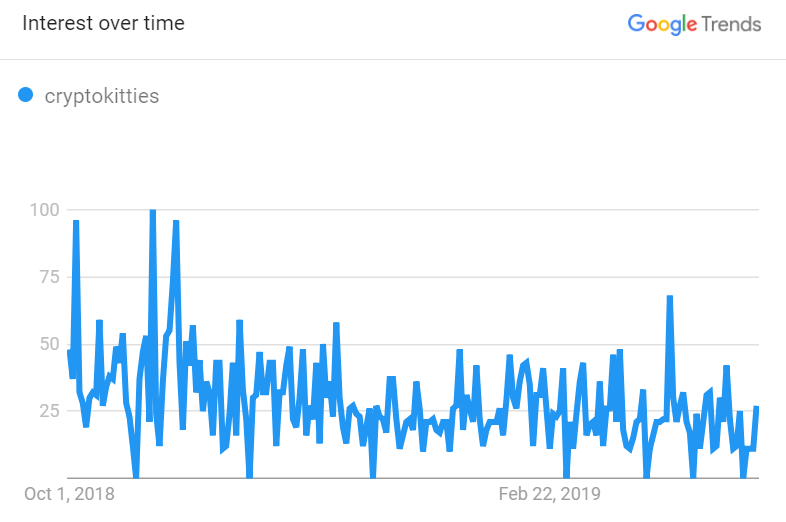 Interest over time
Google Trends
cryptokitties
100
75
50
25
Oct 1, 2018
Feb 22, 2019